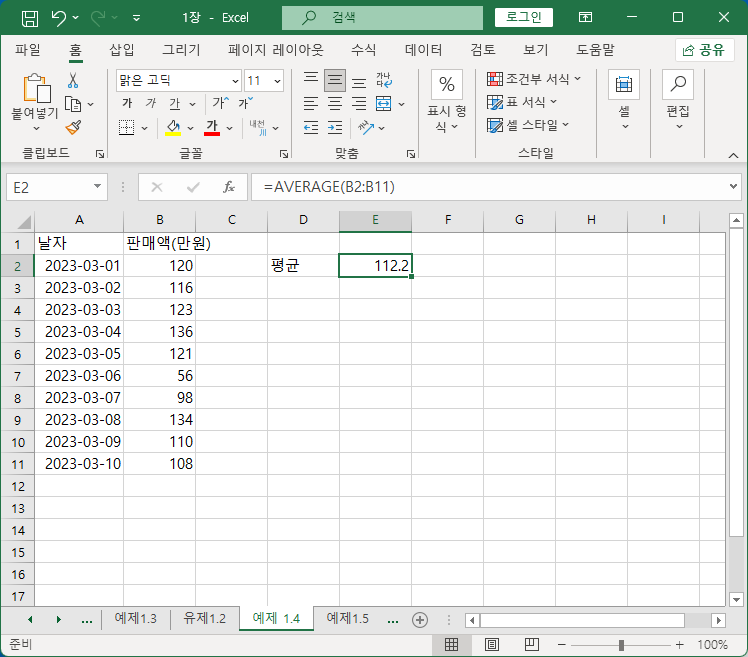 1장 - Excel 검색 로그인
파일 홈 삽입 그리기 페이지 레이아웃 수식 데이터 검토 보기 도움말 공유
붙여넣기
클립보드
맑은 고딕 11
가 가 가 가 가
가 내천
글꼴
가나
맞춤
%
표시 형
식
조건부 서식
표 서식
셀 스타일
스타일
셀
편집
E2 fx =AVERAGE(B2:B11)
A B C D E F G H I
1 날자 판매액(만원)
2 2023-03-01 120 평균 112.2
3 2023-03-02 116
4 2023-03-03 123
5 2023-03-04 136
6 2023-03-05 121
7 2023-03-06 56
8 2023-03-07 98
9 2023-03-08 134
10 2023-03-09 110
11 2023-03-10 108
12
13
14
15
16
17
... 예제1.3 유제1.2 예제 1.4 예제1.5 ...
준비 100%